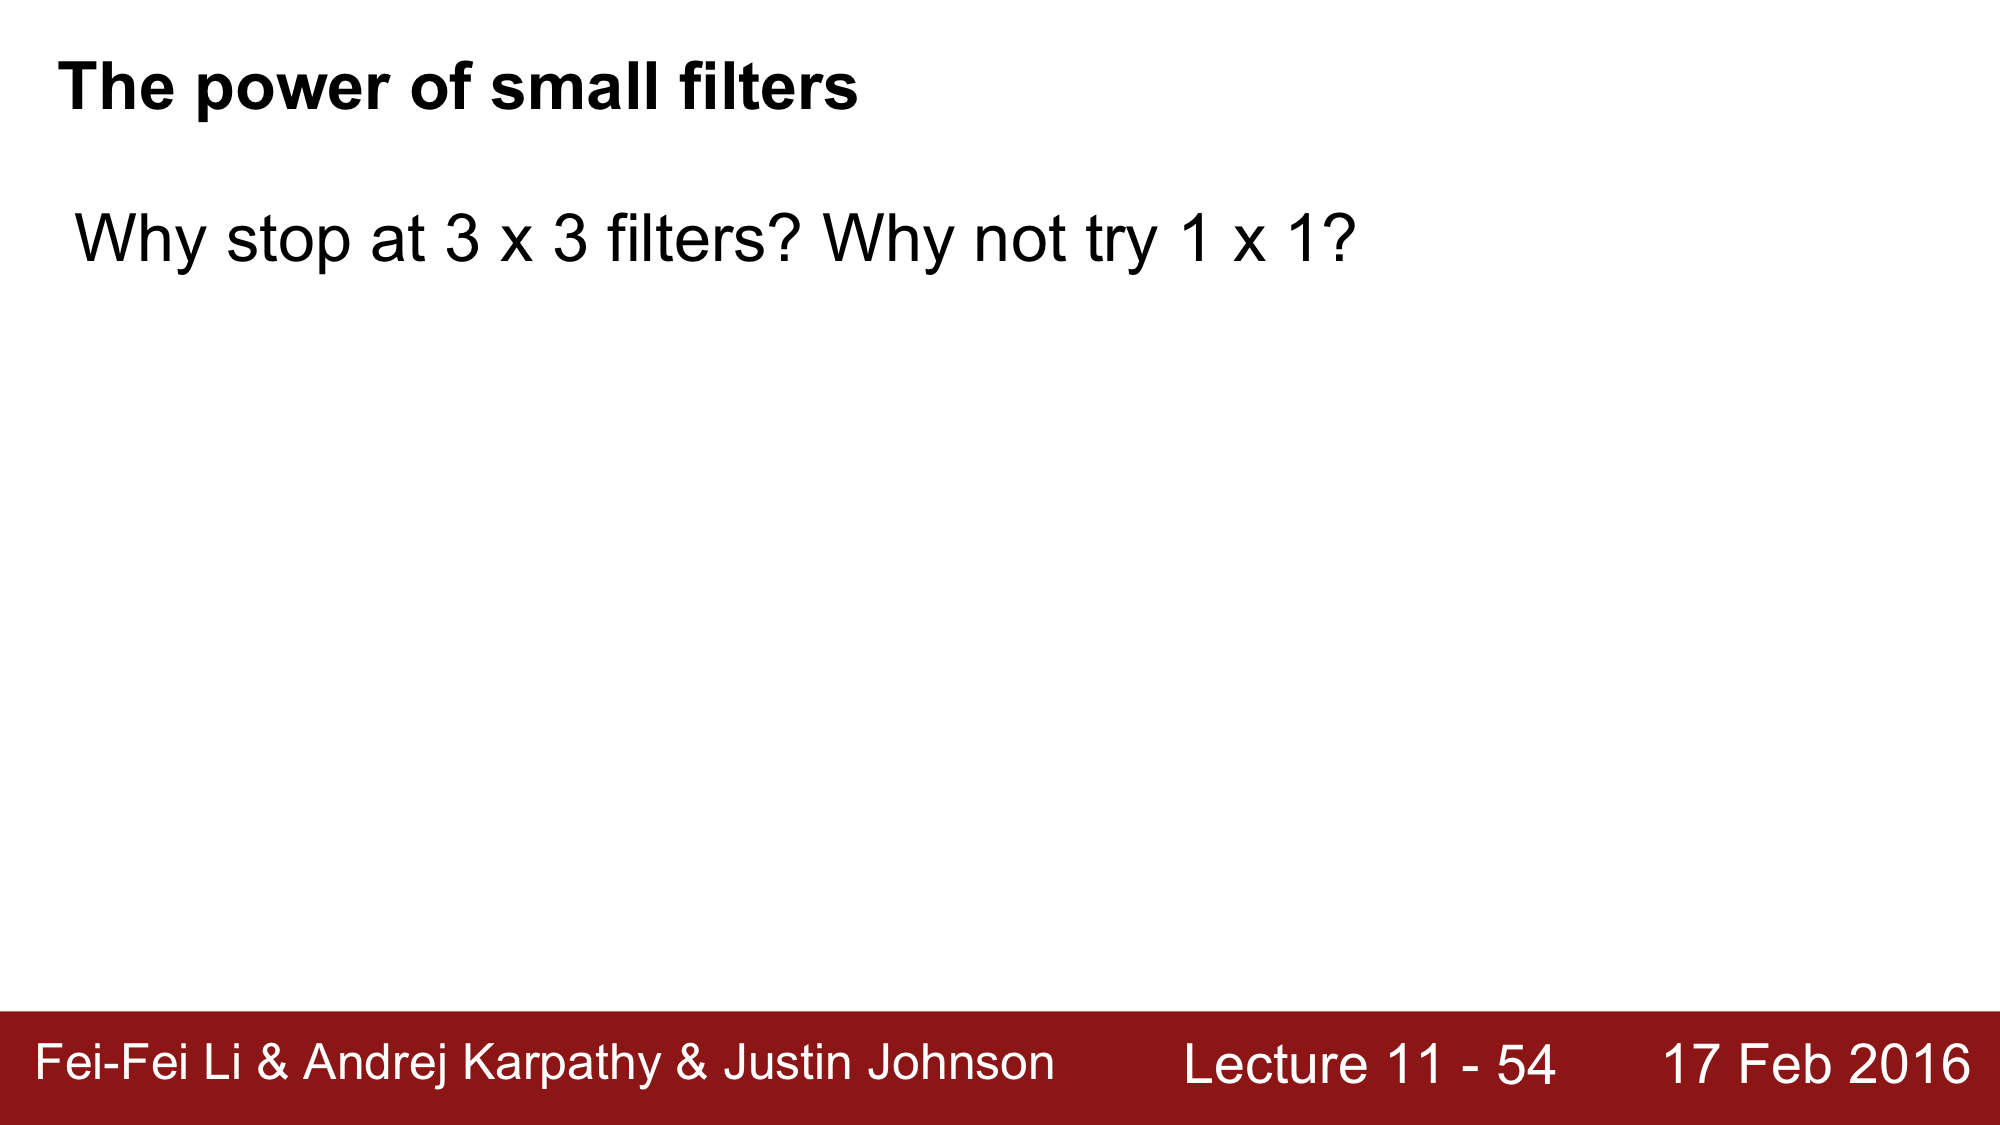 The power of small filters
Why stop at 3 x 3 filters? Why not try 1 x 1?
Fei-Fei Li & Andrej Karpathy & Justin Johnson
Lecture 11 - 54
17 Feb 2016